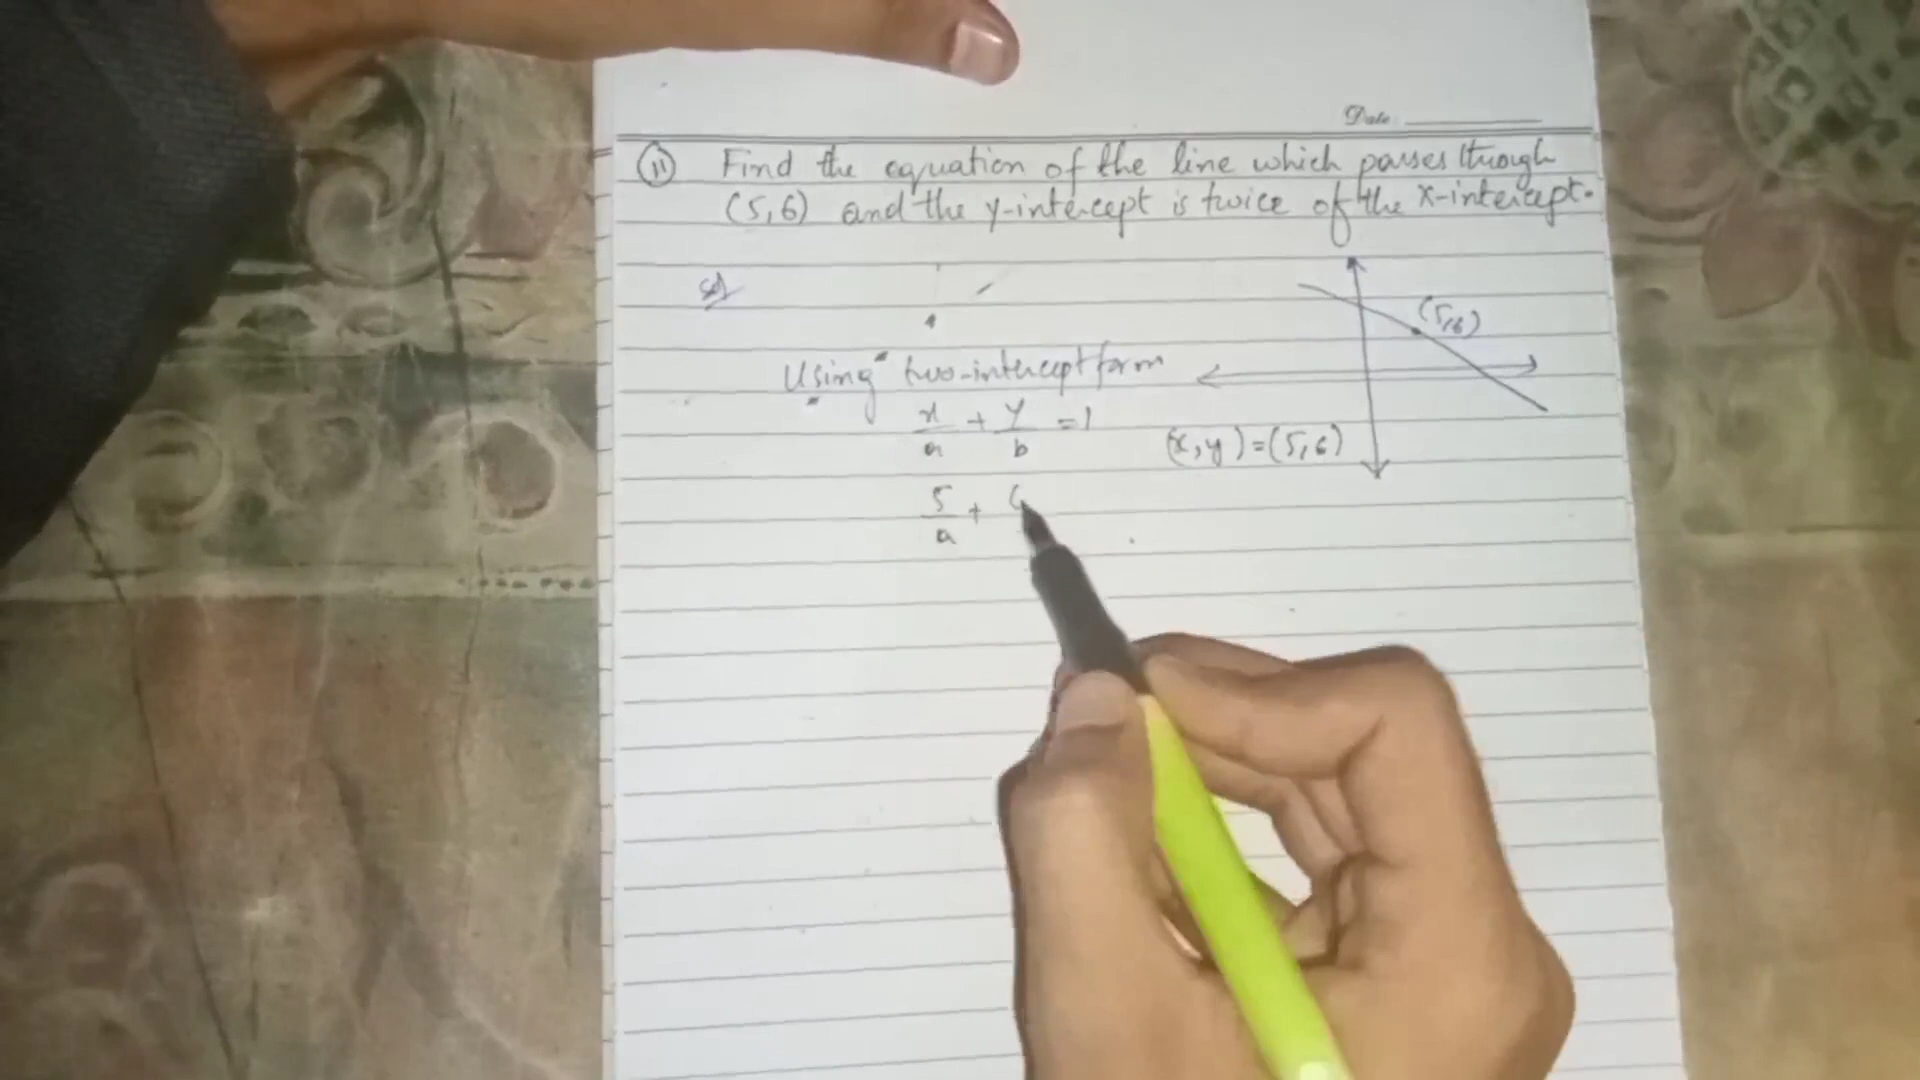 Date:
11 Find the equation of the line which passes through
(5,6) and the y-intercept is twice of the x-intercept.
Sol
(5,6)
Using two-intercept form
x/a + y/b = 1
(x,y)=(5,6)
5/a + 6